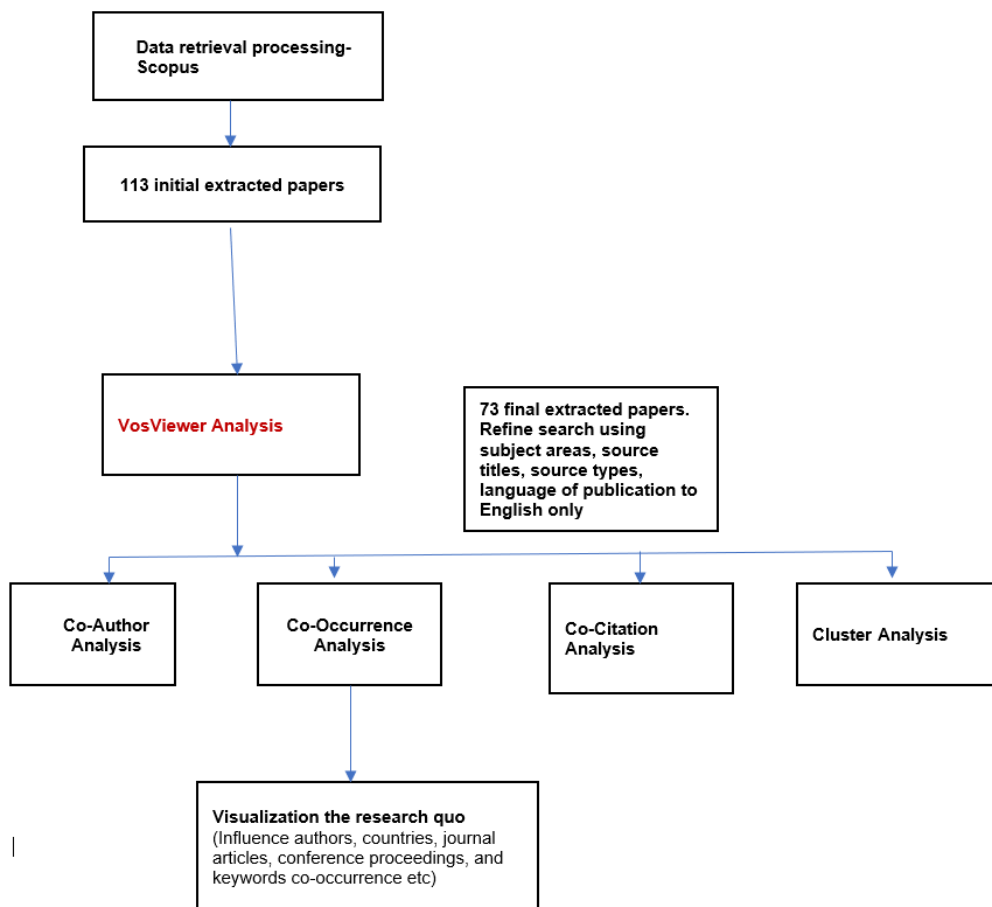 Data retrieval processing-
Scopus
113 initial extracted papers
VosViewer Analysis
73 final extracted papers.
Refine search using
subject areas, source
titles, source types,
language of publication to
English only
Co-Author
Analysis
Co-Occurrence
Analysis
Co-Citation
Analysis
Cluster Analysis
Visualization the research quo
(Influence authors, countries, journal
articles, conference proceedings, and
keywords co-occurrence etc)